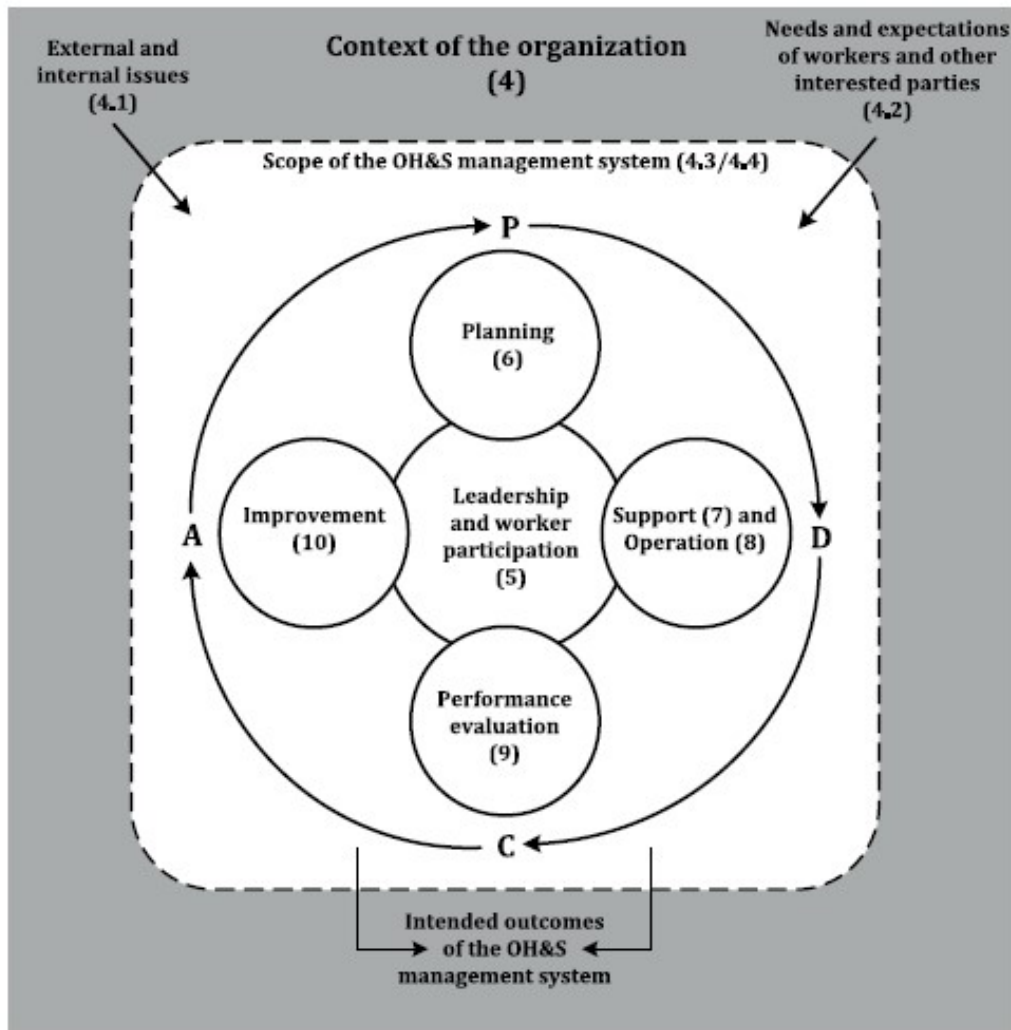 External and
internal issues
(4.1)
Context of the organization
(4)
Needs and expectations
of workers and other
interested parties
(4.2)
Scope of the OH&S management system (4.3/4.4)
P
Planning
(6)
A
Improvement
(10)
Leadership
and worker
participation
(5)
Support (7) and
Operation (8)
D
Performance
evaluation
(9)
C
Intended outcomes
of the OH&S
management system